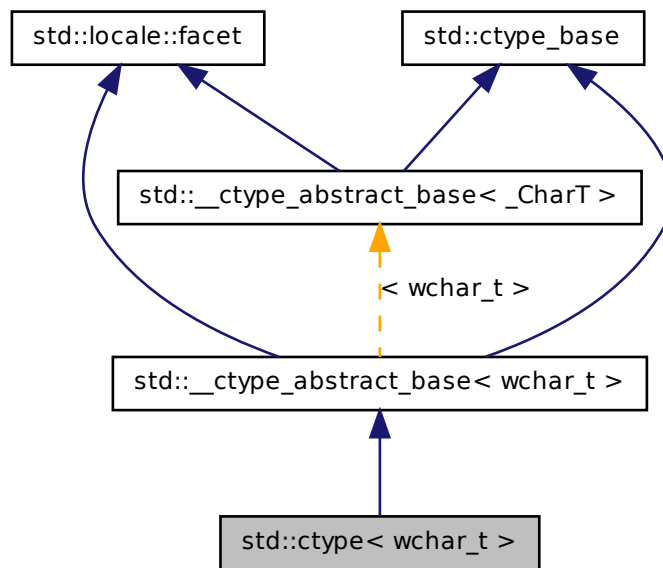 std::locale::facet
std::ctype_base
std::__ctype_abstract_base< _CharT >
< wchar_t >
std::__ctype_abstract_base< wchar_t >
std::ctype< wchar_t >